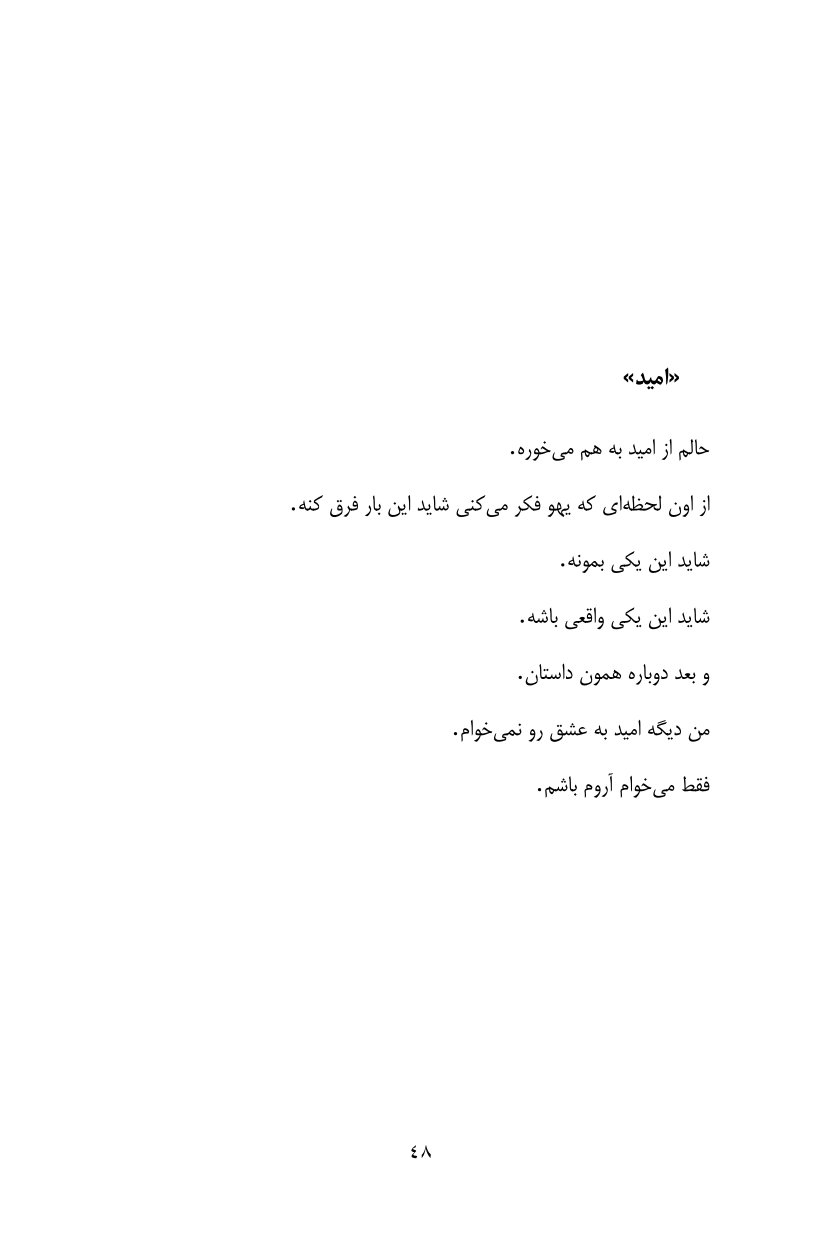 «امید»
حالم از امید به هم می‌خوره.
از اون لحظه‌ای که یهو فکر می‌کنی شاید این بار فرق کنه.
شاید این یکی بمونه.
شاید این یکی واقعی باشه.
و بعد دوباره همون داستان.
من دیگه امید به عشق رو نمی‌خوام.
فقط می‌خوام آروم باشم.
٤٨